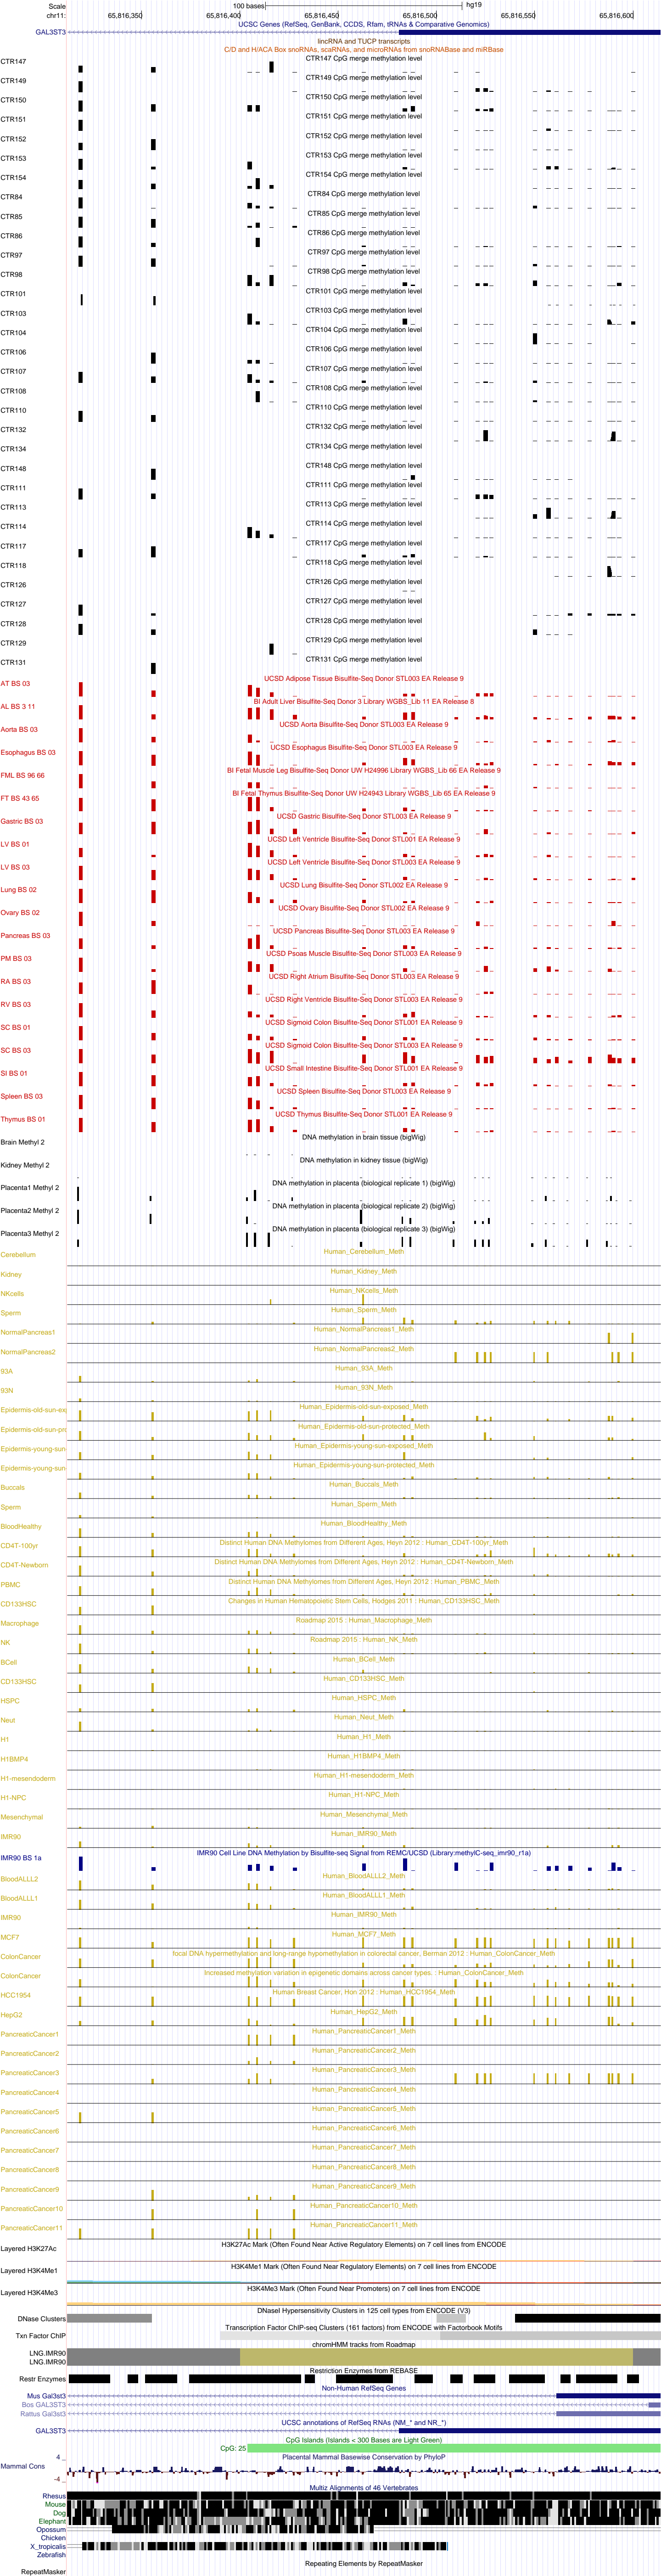 Scale
100 bases
hg19
chr11:
65,816,350
65,816,400
65,816,450
65,816,500
65,816,550
65,816,600
UCSC Genes (RefSeq, GenBank, CCDS, Rfam, tRNAs & Comparative Genomics)
GAL3ST3
lincRNA and TUCP transcripts
C/D and H/ACA Box snoRNAs, scaRNAs, and microRNAs from snoRNABase and miRBase
CTR147
CTR147 CpG merge methylation level
CTR149
CTR149 CpG merge methylation level
CTR150
CTR150 CpG merge methylation level
CTR151
CTR151 CpG merge methylation level
CTR152
CTR152 CpG merge methylation level
CTR153
CTR153 CpG merge methylation level
CTR154
CTR154 CpG merge methylation level
CTR84
CTR84 CpG merge methylation level
CTR85
CTR85 CpG merge methylation level
CTR86
CTR86 CpG merge methylation level
CTR97
CTR97 CpG merge methylation level
CTR98
CTR98 CpG merge methylation level
CTR101
CTR101 CpG merge methylation level
CTR103
CTR103 CpG merge methylation level
CTR104
CTR104 CpG merge methylation level
CTR106
CTR106 CpG merge methylation level
CTR107
CTR107 CpG merge methylation level
CTR108
CTR108 CpG merge methylation level
CTR110
CTR110 CpG merge methylation level
CTR132
CTR132 CpG merge methylation level
CTR134
CTR134 CpG merge methylation level
CTR148
CTR148 CpG merge methylation level
CTR111
CTR111 CpG merge methylation level
CTR113
CTR113 CpG merge methylation level
CTR114
CTR114 CpG merge methylation level
CTR117
CTR117 CpG merge methylation level
CTR118
CTR118 CpG merge methylation level
CTR126
CTR126 CpG merge methylation level
CTR127
CTR127 CpG merge methylation level
CTR128
CTR128 CpG merge methylation level
CTR129
CTR129 CpG merge methylation level
CTR131
CTR131 CpG merge methylation level
AT BS 03
UCSD Adipose Tissue Bisulfite-Seq Donor STL003 EA Release 9
AL BS 3 11
BI Adult Liver Bisulfite-Seq Donor 3 Library WGBS_Lib 11 EA Release 8
Aorta BS 03
UCSD Aorta Bisulfite-Seq Donor STL003 EA Release 9
Esophagus BS 03
UCSD Esophagus Bisulfite-Seq Donor STL003 EA Release 9
FML BS 96 66
BI Fetal Muscle Leg Bisulfite-Seq Donor UW H24996 Library WGBS_Lib 66 EA Release 9
FT BS 43 65
BI Fetal Thymus Bisulfite-Seq Donor UW H24943 Library WGBS_Lib 65 EA Release 9
Gastric BS 03
UCSD Gastric Bisulfite-Seq Donor STL003 EA Release 9
LV BS 01
UCSD Left Ventricle Bisulfite-Seq Donor STL001 EA Release 9
LV BS 03
UCSD Left Ventricle Bisulfite-Seq Donor STL003 EA Release 9
Lung BS 02
UCSD Lung Bisulfite-Seq Donor STL002 EA Release 9
Ovary BS 02
UCSD Ovary Bisulfite-Seq Donor STL002 EA Release 9
Pancreas BS 03
UCSD Pancreas Bisulfite-Seq Donor STL003 EA Release 9
PM BS 03
UCSD Psoas Muscle Bisulfite-Seq Donor STL003 EA Release 9
RA BS 03
UCSD Right Atrium Bisulfite-Seq Donor STL003 EA Release 9
RV BS 03
UCSD Right Ventricle Bisulfite-Seq Donor STL003 EA Release 9
SC BS 01
UCSD Sigmoid Colon Bisulfite-Seq Donor STL001 EA Release 9
SC BS 03
UCSD Sigmoid Colon Bisulfite-Seq Donor STL003 EA Release 9
SI BS 01
UCSD Small Intestine Bisulfite-Seq Donor STL001 EA Release 9
Spleen BS 03
UCSD Spleen Bisulfite-Seq Donor STL003 EA Release 9
Thymus BS 01
UCSD Thymus Bisulfite-Seq Donor STL001 EA Release 9
DNA methylation in brain tissue (bigWig)
Brain Methyl 2
DNA methylation in kidney tissue (bigWig)
Kidney Methyl 2
DNA methylation in placenta (biological replicate 1) (bigWig)
Placenta1 Methyl 2
DNA methylation in placenta (biological replicate 2) (bigWig)
Placenta2 Methyl 2
DNA methylation in placenta (biological replicate 3) (bigWig)
Placenta3 Methyl 2
Cerebellum
Human_Cerebellum_Meth
Kidney
Human_Kidney_Meth
NKcells
Human_NKcells_Meth
Sperm
Human_Sperm_Meth
NormalPancreas1
Human_NormalPancreas1_Meth
NormalPancreas2
Human_NormalPancreas2_Meth
93A
Human_93A_Meth
93N
Human_93N_Meth
Epidermis-old-sun-ex
Human_Epidermis-old-sun-exposed_Meth
Epidermis-old-sun-pr
Human_Epidermis-old-sun-protected_Meth
Epidermis-young-sun
Human_Epidermis-young-sun-exposed_Meth
Epidermis-young-sun
Human_Epidermis-young-sun-protected_Meth
Buccals
Human_Buccals_Meth
Sperm
Human_Sperm_Meth
BloodHealthy
Human_BloodHealthy_Meth
CD4T-100yr
Distinct Human DNA Methylomes from Different Ages, Heyn 2012 : Human_CD4T-100yr_Meth
CD4T-Newborn
Distinct Human DNA Methylomes from Different Ages, Heyn 2012 : Human_CD4T-Newborn_Meth
PBMC
Distinct Human DNA Methylomes from Different Ages, Heyn 2012 : Human_PBMC_Meth
CD133HSC
Changes in Human Hematopoietic Stem Cells, Hodges 2011 : Human_CD133HSC_Meth
Macrophage
Roadmap 2015 : Human_Macrophage_Meth
NK
Roadmap 2015 : Human_NK_Meth
BCell
Human_BCell_Meth
CD133HSC
Human_CD133HSC_Meth
HSPC
Human_HSPC_Meth
Neut
Human_Neut_Meth
H1
Human_H1_Meth
H1BMP4
Human_H1BMP4_Meth
H1-mesendoderm
Human_H1-mesendoderm_Meth
H1-NPC
Human_H1-NPC_Meth
Mesenchymal
Human_Mesenchymal_Meth
IMR90
Human_IMR90_Meth
IMR90 BS 1a
IMR90 Cell Line DNA Methylation by Bisulfite-seq Signal from REMC/UCSD (Library:methylC-seq_imr90_r1a)
BloodALLL2
Human_BloodALLL2_Meth
BloodALLL1
Human_BloodALLL1_Meth
IMR90
Human_IMR90_Meth
MCF7
Human_MCF7_Meth
ColonCancer
focal DNA hypermethylation and long-range hypomethylation in colorectal cancer, Berman 2012 : Human_ColonCancer_Meth
ColonCancer
Increased methylation variation in epigenetic domains across cancer types. : Human_ColonCancer_Meth
HCC1954
Human Breast Cancer, Hon 2012 : Human_HCC1954_Meth
HepG2
Human_HepG2_Meth
PancreaticCancer1
Human_PancreaticCancer1_Meth
PancreaticCancer2
Human_PancreaticCancer2_Meth
PancreaticCancer3
Human_PancreaticCancer3_Meth
PancreaticCancer4
Human_PancreaticCancer4_Meth
PancreaticCancer5
Human_PancreaticCancer5_Meth
PancreaticCancer6
Human_PancreaticCancer6_Meth
PancreaticCancer7
Human_PancreaticCancer7_Meth
PancreaticCancer8
Human_PancreaticCancer8_Meth
PancreaticCancer9
Human_PancreaticCancer9_Meth
PancreaticCancer10
Human_PancreaticCancer10_Meth
PancreaticCancer11
Human_PancreaticCancer11_Meth
H3K27Ac Mark (Often Found Near Active Regulatory Elements) on 7 cell lines from ENCODE
Layered H3K27Ac
H3K4Me1 Mark (Often Found Near Regulatory Elements) on 7 cell lines from ENCODE
Layered H3K4Me1
H3K4Me3 Mark (Often Found Near Promoters) on 7 cell lines from ENCODE
Layered H3K4Me3
DNaseI Hypersensitivity Clusters in 125 cell types from ENCODE (V3)
DNase Clusters
Transcription Factor ChIP-seq Clusters (161 factors) from ENCODE with Factorbook Motifs
Txn Factor ChIP
chromHMM tracks from Roadmap
LNG.IMR90
LNG.IMR90
Restriction Enzymes from REBASE
Restr Enzymes
Non-Human RefSeq Genes
Mus Gal3st3
Bos GAL3ST3
Rattus Gal3st3
UCSC annotations of RefSeq RNAs (NM_* and NR_*)
GAL3ST3
CpG Islands (Islands < 300 Bases are Light Green)
CpG: 25
Placental Mammal Basewise Conservation by PhyloP
4 _
Mammal Cons
-4 _
Multiz Alignments of 46 Vertebrates
Rhesus
Mouse
Dog
Elephant
Opossum
Chicken
X_tropicalis
Zebrafish
Repeating Elements by RepeatMasker
RepeatMasker